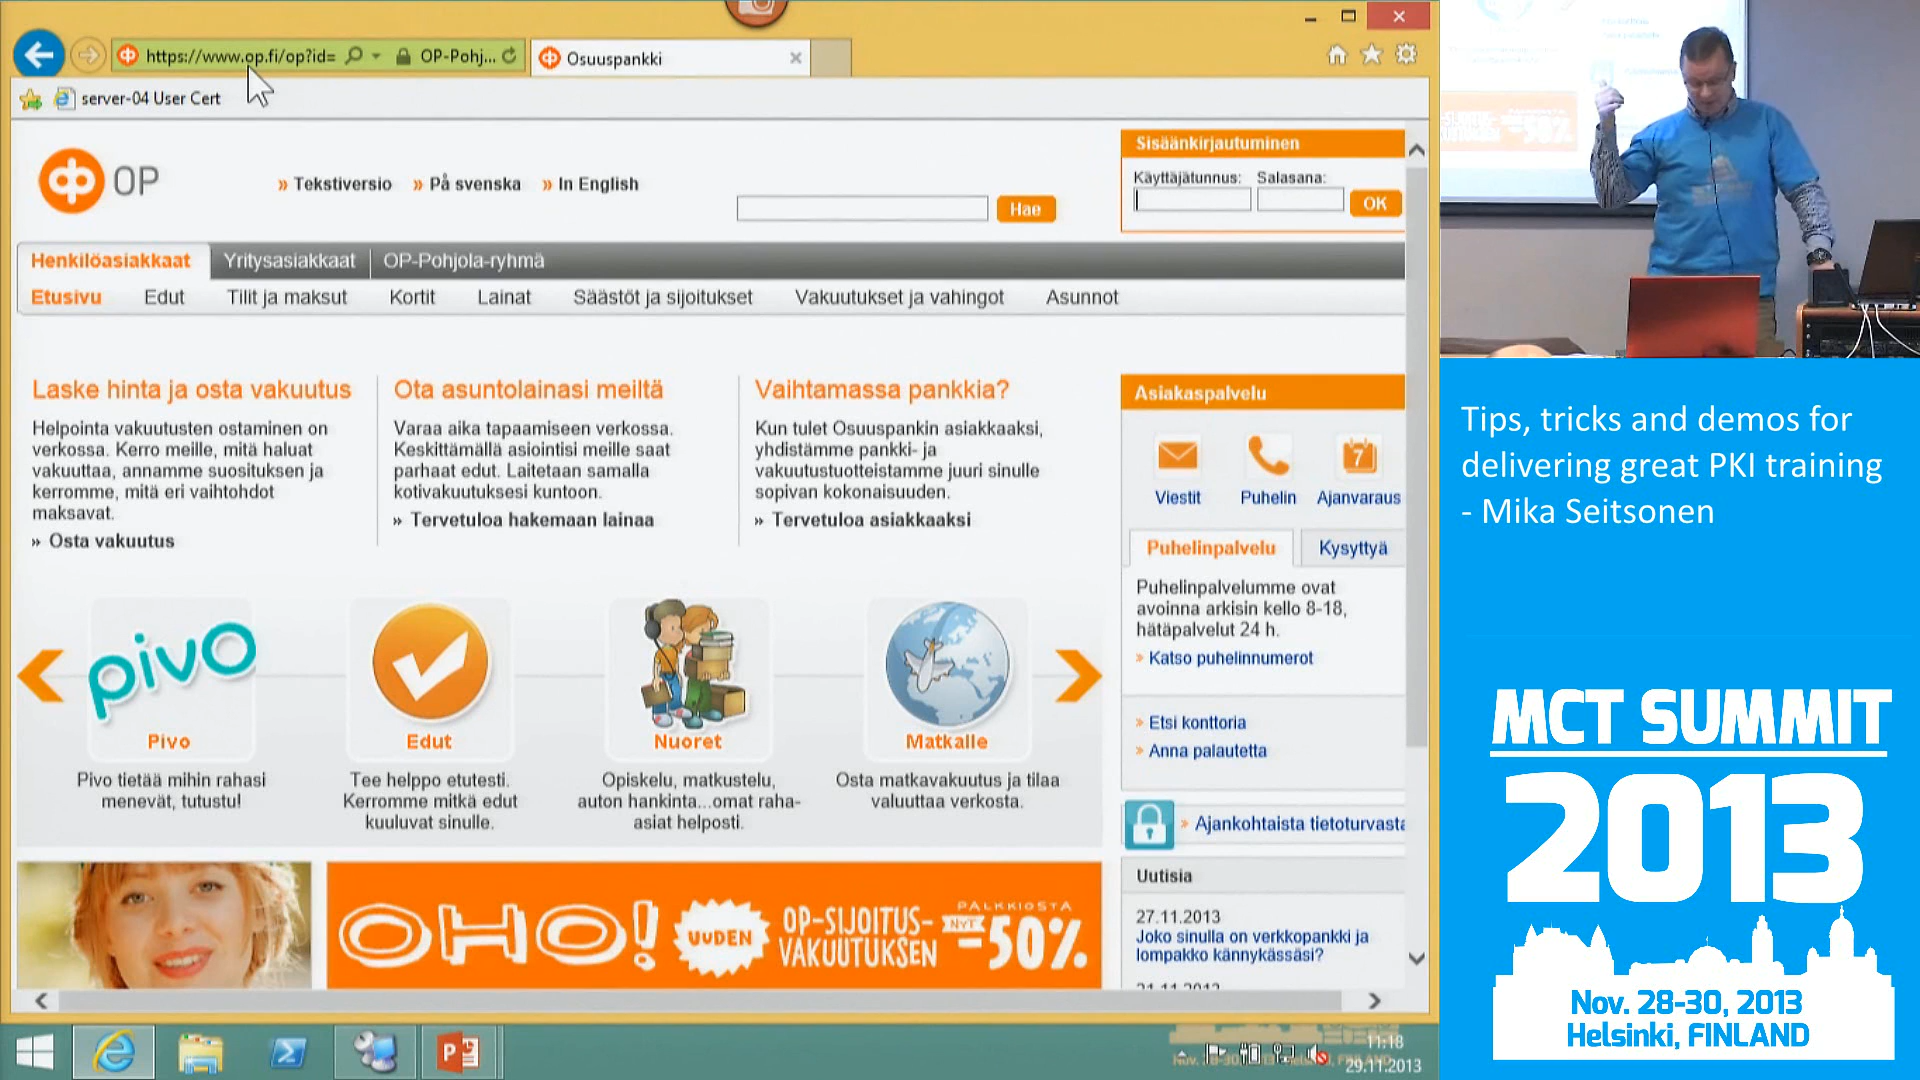 https://www.op.fi/op?id=
OP-Pohj...
Osuuspankki
server-04 User Cert
OP
» Tekstiversio » På svenska » In English
Hae
Sisäänkirjautuminen
Käyttäjätunnus: Salasana:
OK
Henkilöasiakkaat Yritysasiakkaat OP-Pohjola-ryhmä
Etusivu Edut Tilit ja maksut Kortit Lainat Säästöt ja sijoitukset Vakuutukset ja vahingot Asunnot
Laske hinta ja osta vakuutus
Helpointa vakuutusten ostaminen on
verkossa. Kerro meille, mitä haluat
vakuuttaa, annamme suosituksen ja
kerromme, mitä eri vaihtohdot
maksavat.
» Osta vakuutus
Ota asuntolainasi meiltä
Varaa aika tapaamiseen verkossa.
Keskittämällä asiointisi meille saat
parhaat edut. Laitetaan samalla
kotivakuutuksesi kuntoon.
» Tervetuloa hakemaan lainaa
Vaihtamassa pankkia?
Kun tulet Osuuspankin asiakkaaksi,
yhdistämme pankki- ja
vakuutustuotteistamme juuri sinulle
sopivan kokonaisuuden.
» Tervetuloa asiakkaaksi
Asiakaspalvelu
7
Viestit Puhelin Ajanvaraus
Puhelinpalvelu Kysyttyä
Puhelinpalvelumme ovat
avoinna arkisin kello 8-18,
hätäpalvelut 24 h.
» Katso puhelinnumerot
» Etsi konttoria
» Anna palautetta
» Ajankohtaista tietoturvasta
Uutisia
27.11.2013
Joko sinulla on verkkopankki ja
lompakko kännykässäsi?
pivo
Pivo
Pivo tietää mihin rahasi
menevät, tutustu!
Edut
Tee helppo etutesti.
Kerromme mitkä edut
kuuluvat sinulle.
Nuoret
Opiskelu, matkustelu,
auton hankinta...omat raha-
asiat helposti.
Matkalle
Osta matkavakuutus ja tilaa
valuuttaa verkosta.
OHO!
UUDEN
OP-SIJOITUS-
VAKUUTUKSEN
PALKKIOSTA
NYT
-50%
11:18
29.11.2013
Tips, tricks and demos for
delivering great PKI training
- Mika Seitsonen
MCT SUMMIT
2013
Nov. 28-30, 2013
Helsinki, FINLAND